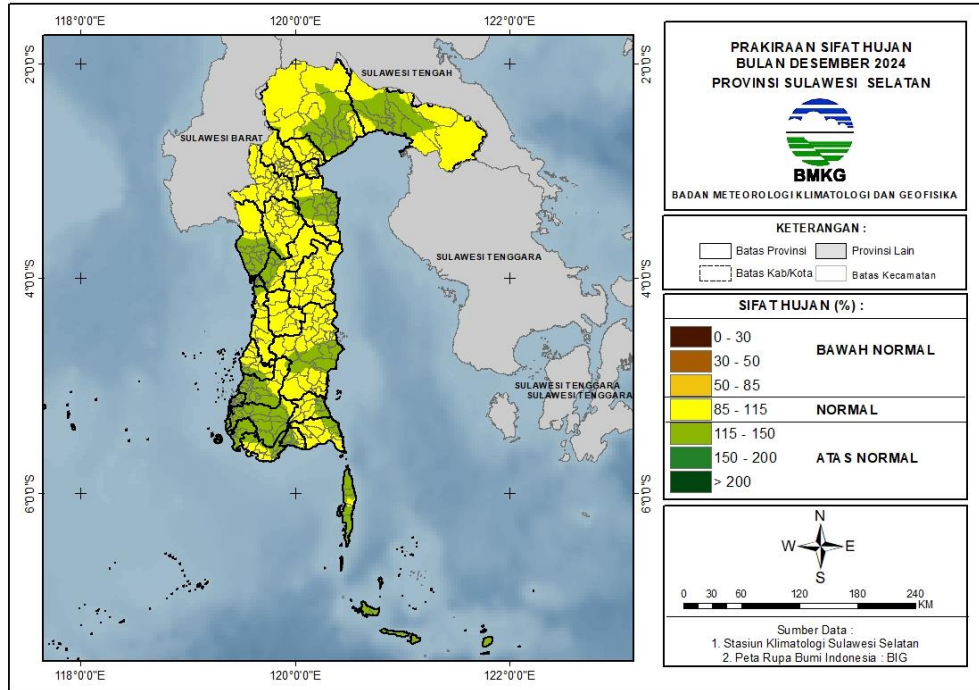 118°0'0"E
120°0'0"E
122°0'0"E
2°0'0"S
4°0'0"S
6°0'0"S
2°0'0"S
4°0'0"S
6°0'0"S
118°0'0"E
120°0'0"E
122°0'0"E
SULAWESI TENGAH
SULAWESI BARAT
SULAWESI TENGGARA
SULAWESI TENGGARA
SULAWESI TENGGARA
PRAKIRAAN SIFAT HUJAN
BULAN DESEMBER 2024
PROVINSI SULAWESI SELATAN
BMKG
BADAN METEOROLOGI KLIMATOLOGI DAN GEOFISIKA
KETERANGAN :
Batas Provinsi Provinsi Lain
Batas Kab/Kota Batas Kecamatan
SIFAT HUJAN (%) :
0 - 30
30 - 50 BAWAH NORMAL
50 - 85
85 - 115 NORMAL
115 - 150
150 - 200 ATAS NORMAL
> 200
N
W E
S
0 15 30 60 120 180 240
KM
Sumber Data :
1. Stasiun Klimatologi Sulawesi Selatan
2. Peta Rupa Bumi Indonesia : BIG